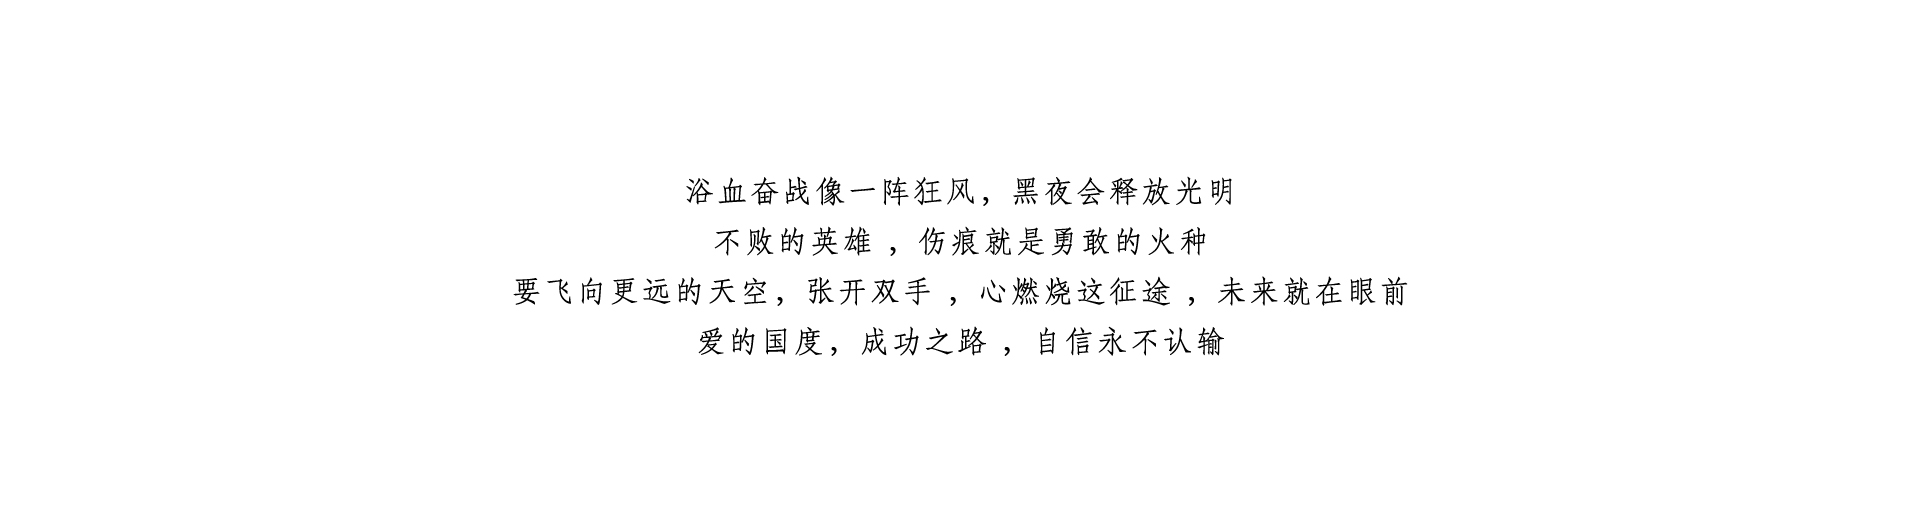 浴血奋战像一阵狂风，黑夜会释放光明
不败的英雄 ，伤痕就是勇敢的火种
要飞向更远的天空，张开双手 ，心燃烧这征途 ，未来就在眼前
爱的国度，成功之路 ，自信永不认输